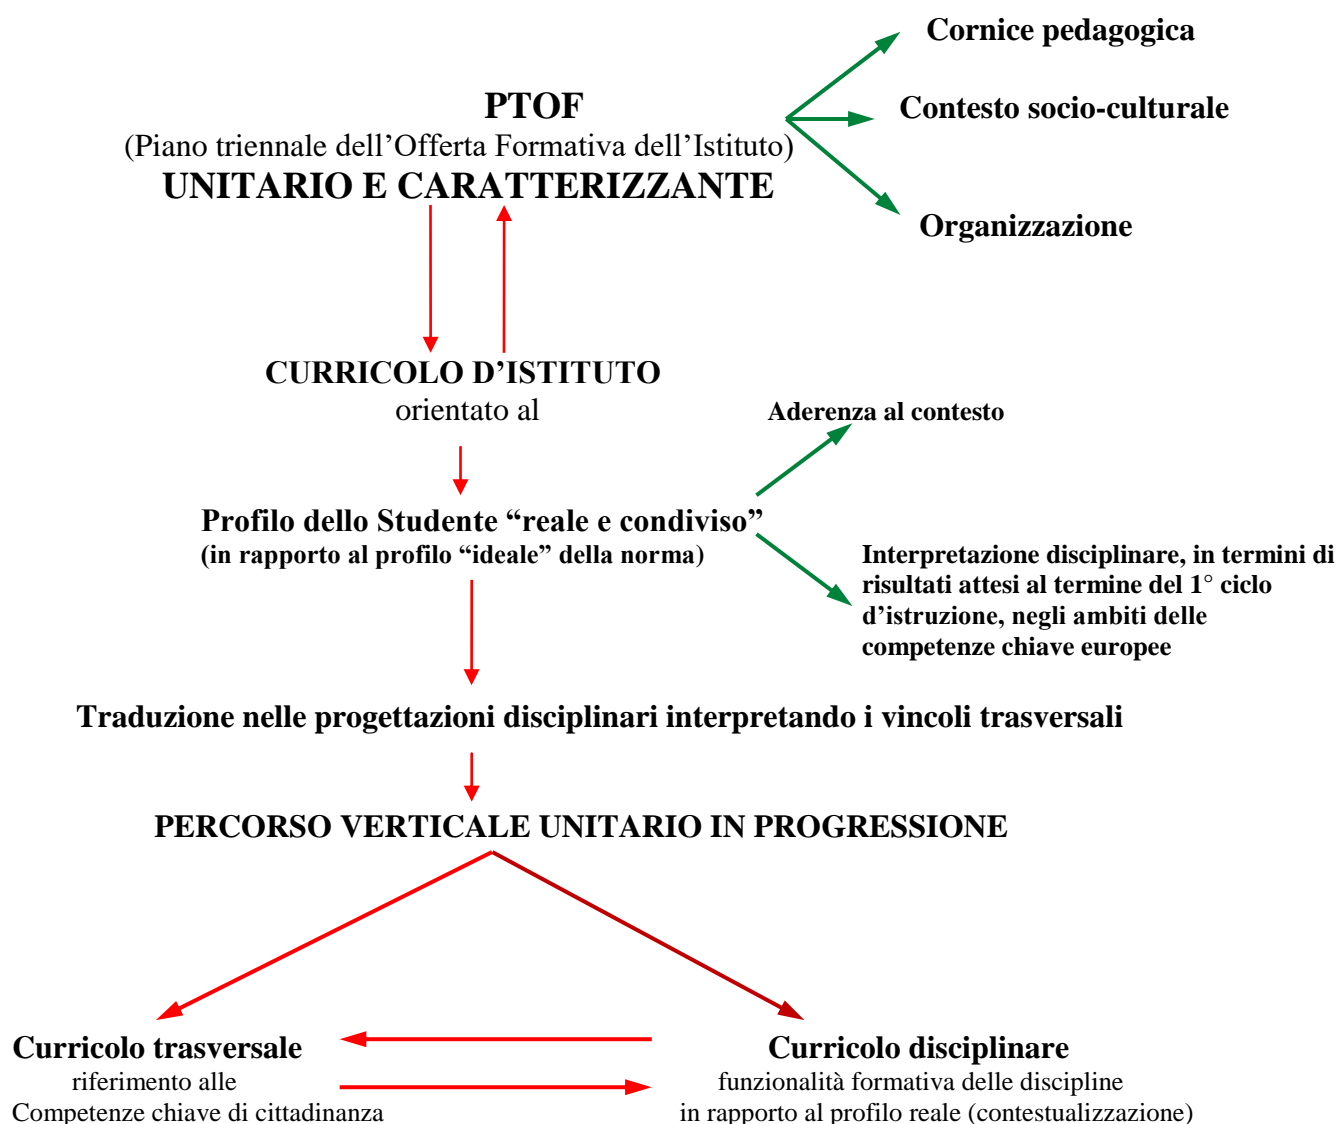 Cornice pedagogica
PTOF
Contesto socio-culturale
(Piano triennale dell’Offerta Formativa dell’Istituto)
UNITARIO E CARATTERIZZANTE
Organizzazione
CURRICOLO D’ISTITUTO
orientato al
Aderenza al contesto
Profilo dello Studente “reale e condiviso”
(in rapporto al profilo “ideale” della norma)
Interpretazione disciplinare, in termini di
risultati attesi al termine del 1° ciclo
d’istruzione, negli ambiti delle
competenze chiave europee
Traduzione nelle progettazioni disciplinari interpretando i vincoli trasversali
PERCORSO VERTICALE UNITARIO IN PROGRESSIONE
Curricolo trasversale
riferimento alle
Competenze chiave di cittadinanza
Curricolo disciplinare
funzionalità formativa delle discipline
in rapporto al profilo reale (contestualizzazione)